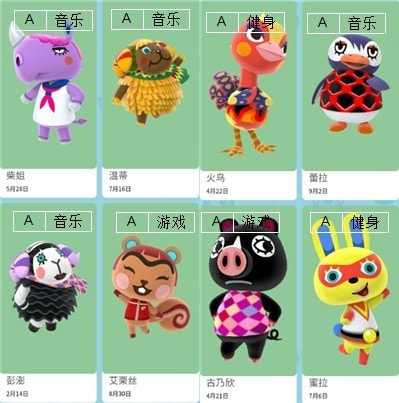 A 音乐
A 音乐
A 健身
A 音乐
柴姐
5月28日
温蒂
7月16日
火鸟
4月22日
蕾拉
9月2日
A 音乐
A 游戏
A 游戏
A 健身
彭澎
2月14日
艾栗丝
8月30日
古乃欣
4月21日
蜜拉
7月6日